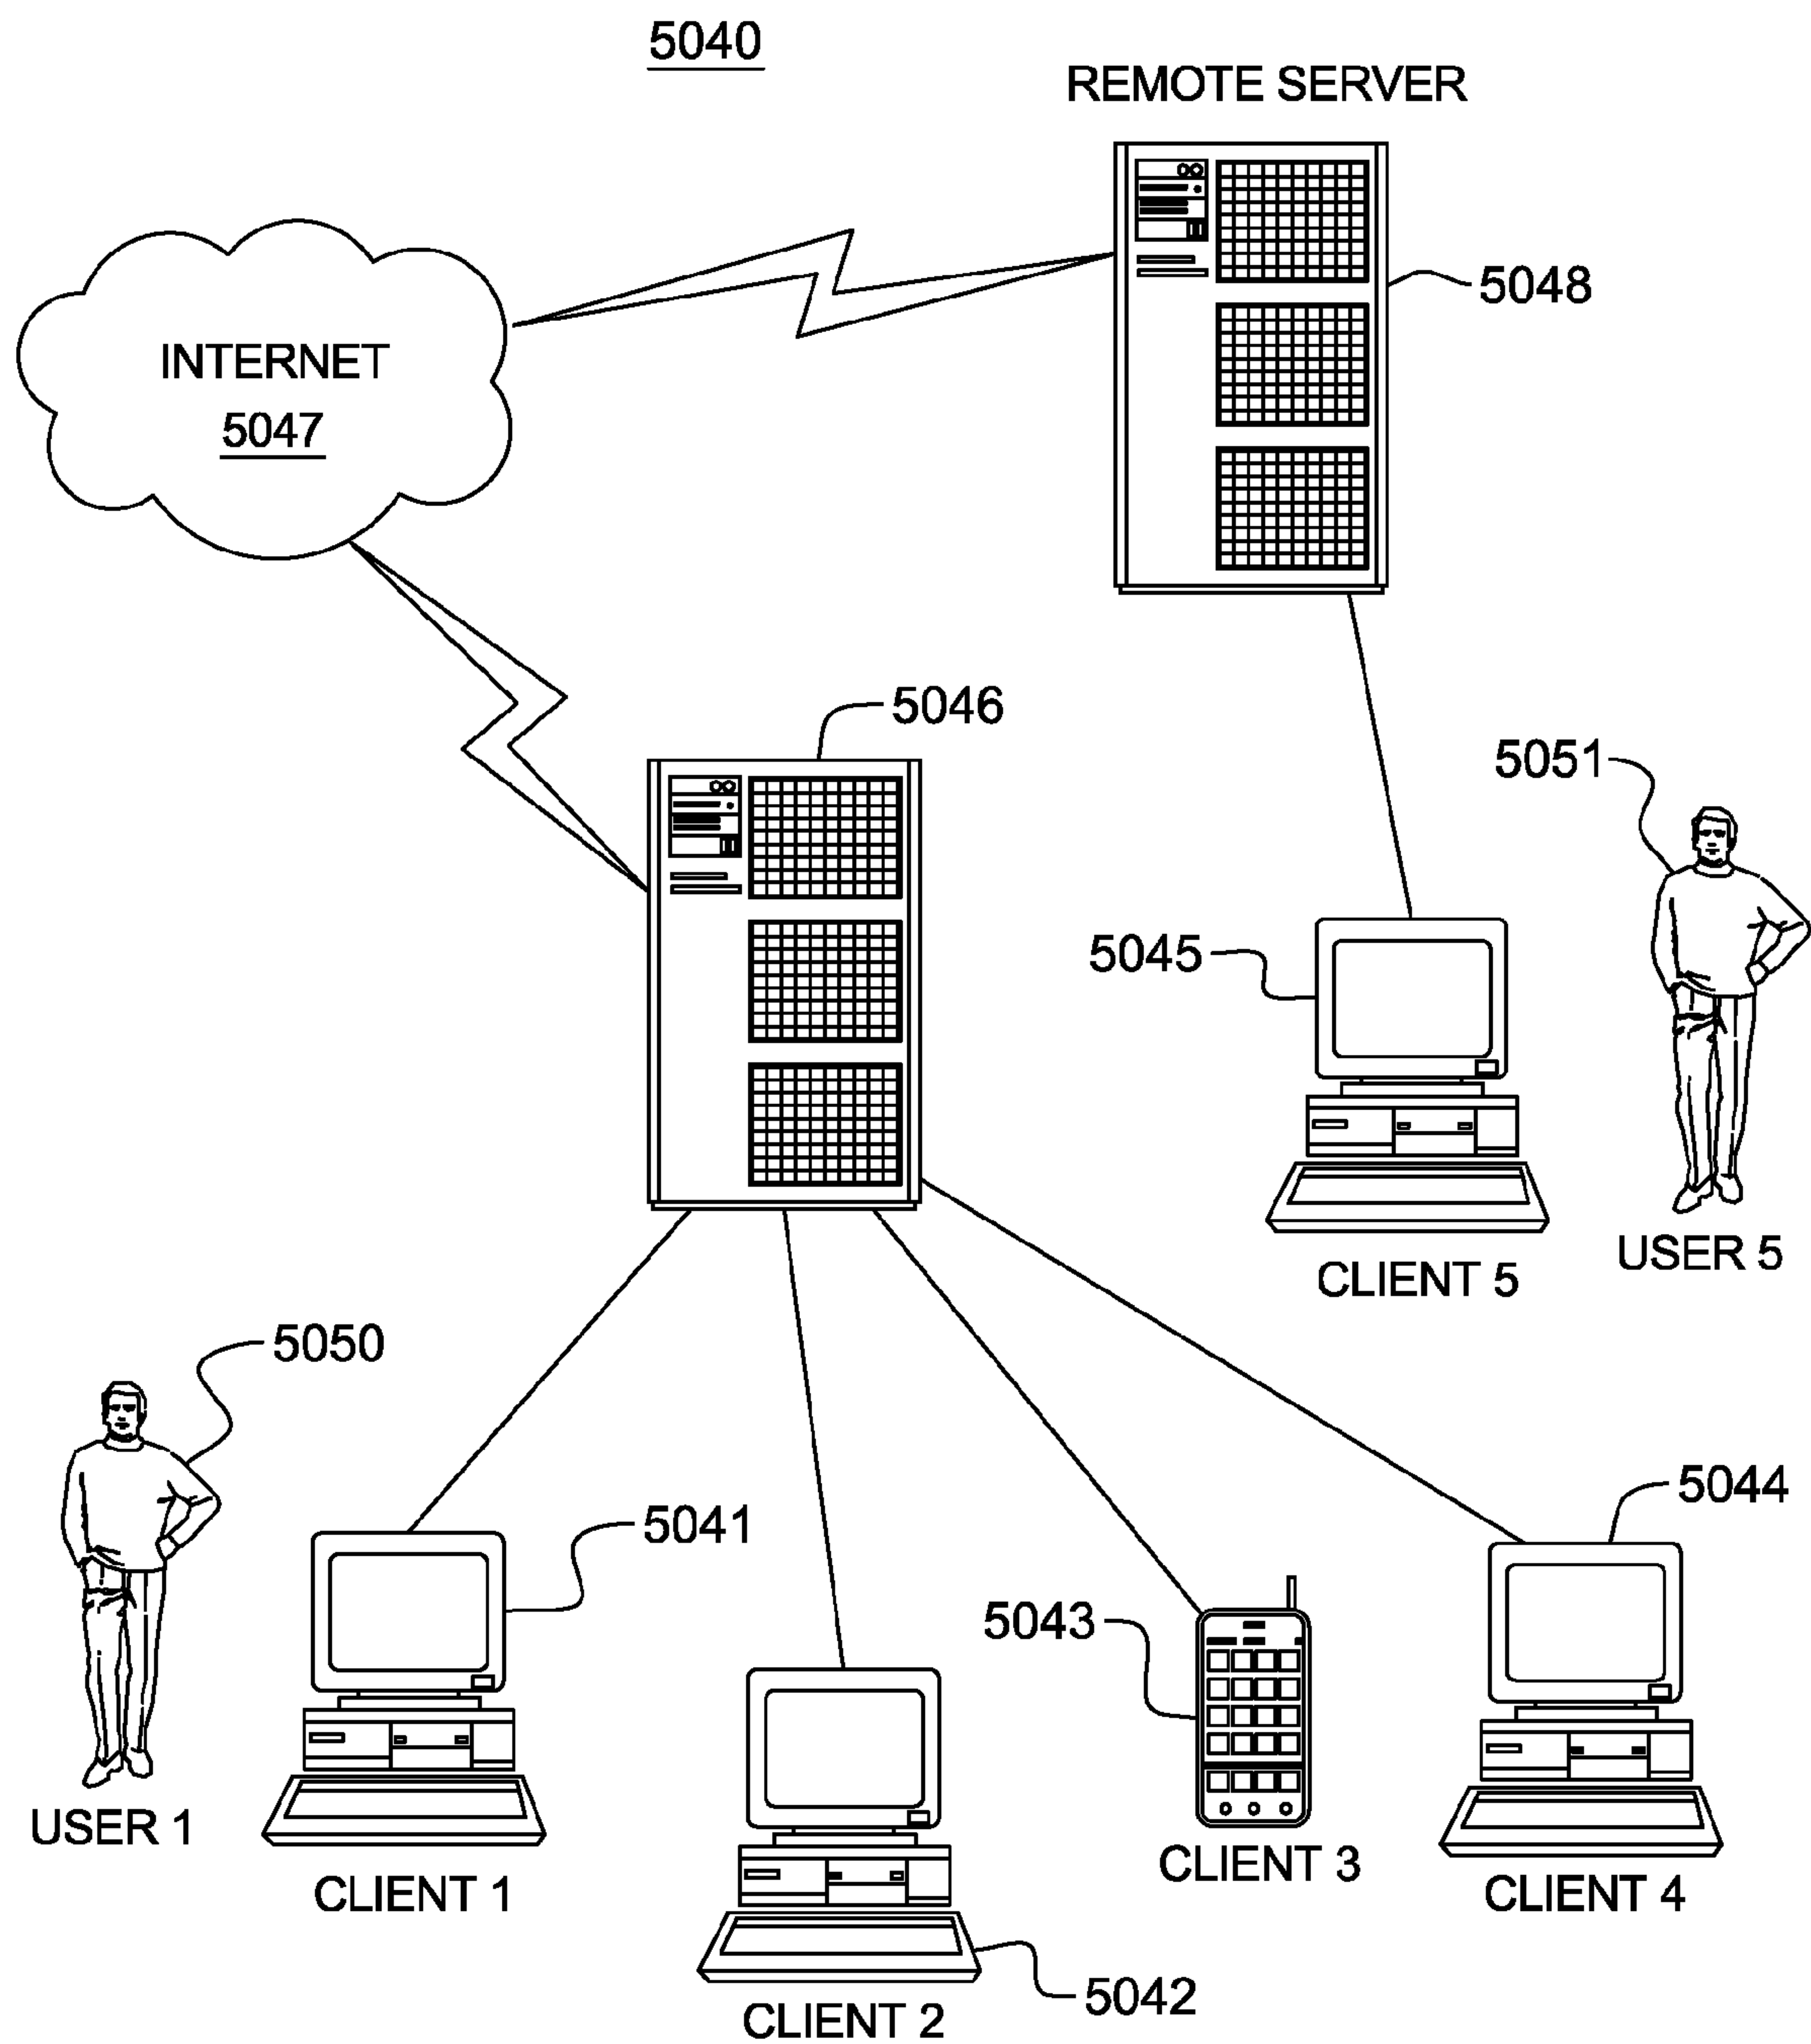 5040
REMOTE SERVER
5048
INTERNET
5047
5046
5051
5045
USER 5
CLIENT 5
5050
5044
5041
5043
USER 1
CLIENT 1
CLIENT 3
CLIENT 4
5042
CLIENT 2